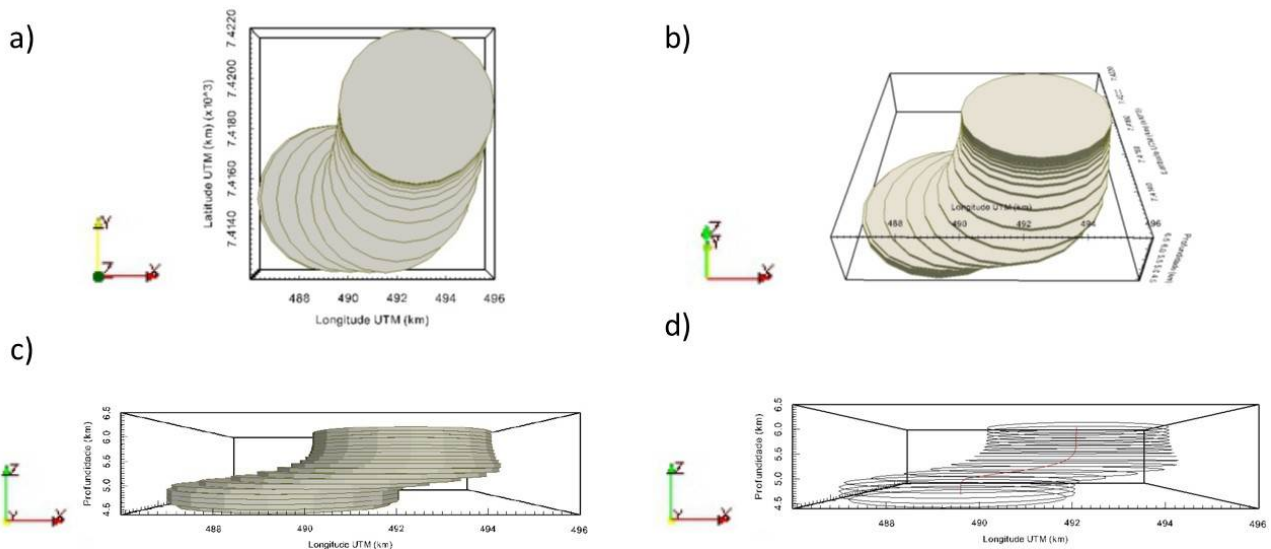 a)
7.4220
7.4200
7.4180
7.4160
7.4140
Latitude UTM (km) (x10^3)
488 490 492 494 496
Longitude UTM (km)
Y
Z
X
b)
Longitude UTM (km)
488 490 492 494 496
Profundidade (km)
X
c)
Profundidade (km)
6.5
6.0
5.5
5.0
4.5
488 490 492 494 496
Longitude UTM (km)
Z
Y
X
d)
Profundidade (km)
6.5
6.0
5.5
5.0
4.5
488 490 492 494 496
Longitude UTM (km)
Z
Y
X